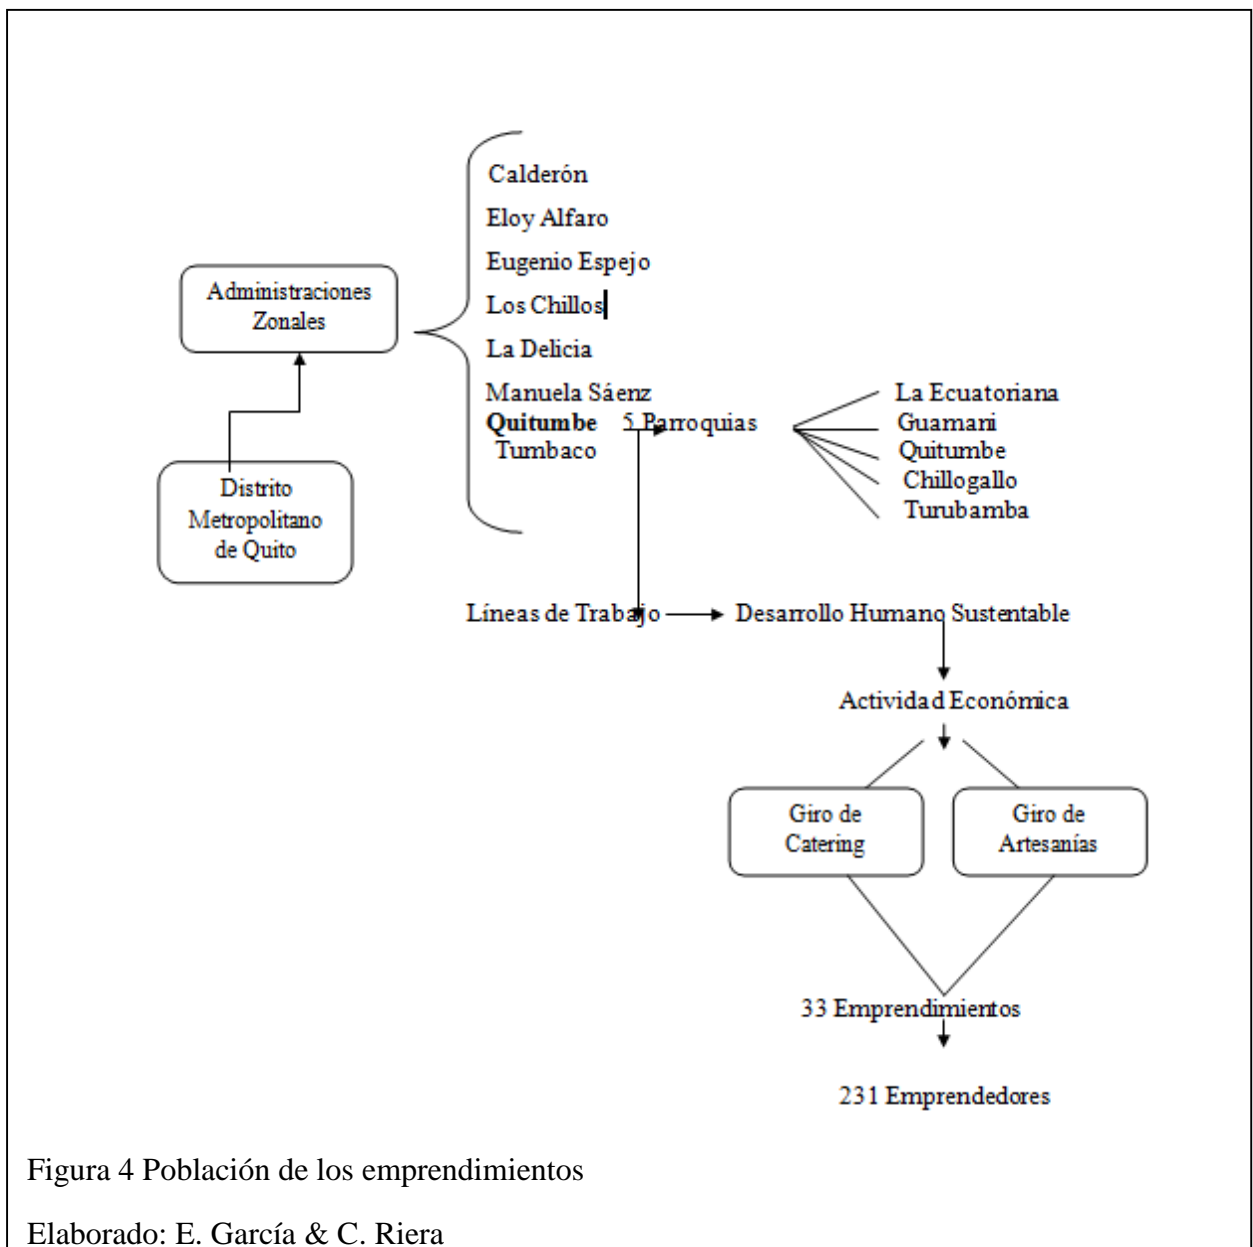 Calderón
Eloy Alfaro
Eugenio Espejo
Administraciones
Zonales
Los Chillos
La Delicia
Manuela Sáenz
Quitumbe 5 Parroquias
Tumbaco
La Ecuatoriana
Guamani
Quitumbe
Chillogallo
Turubamba
Distrito
Metropolitano
de Quito
Líneas de Trabajo
Desarrollo Humano Sustentable
Actividad Económica
Giro de
Catering
Giro de
Artesanías
33 Emprendimientos
231 Emprendedores
Figura 4 Población de los emprendimientos
Elaborado: E. García & C. Riera